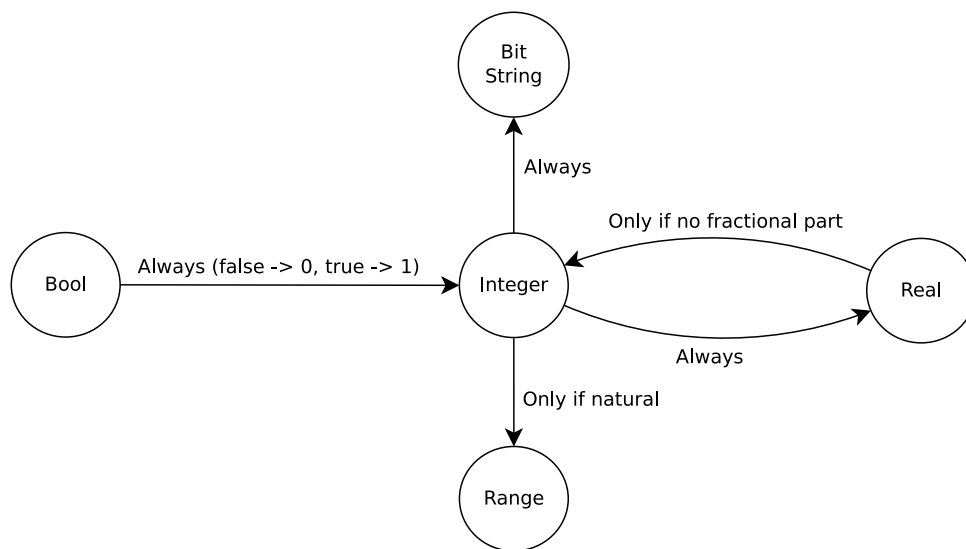 Bit
String
Always
Only if no fractional part
Always (false -> 0, true -> 1)
Bool
Integer
Real
Always
Only if natural
Range